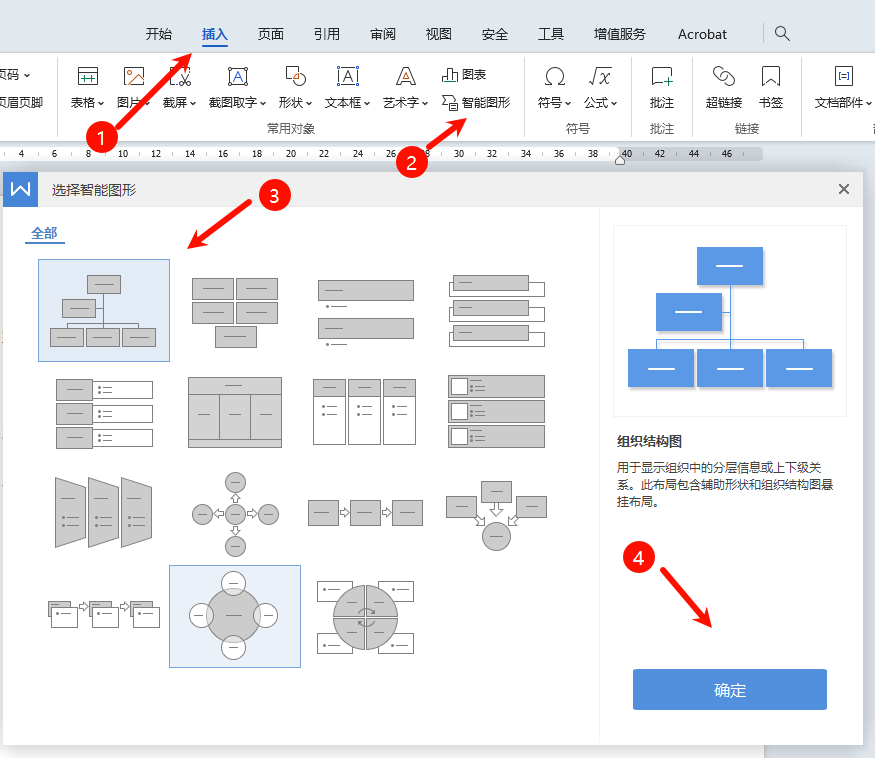 开始 插入 页面 引用 审阅 视图 安全 工具 增值服务 Acrobat
页眉页脚 表格 图片 截屏 截图取字 形状 文本框 艺术字 图表 智能图形 符号 公式 批注 超链接 书签 文档部件
常用对象 符号 批注 链接
1 2
4 6 8 10 12 14 16 18 20 22 24 26 30 32 34 36 38 40 42 44 46
选择智能图形
3
全部
组织结构图
用于显示组织中的分层信息或上下级关
系。此布局包含辅助形状和组织结构图悬
挂布局。
4
确定